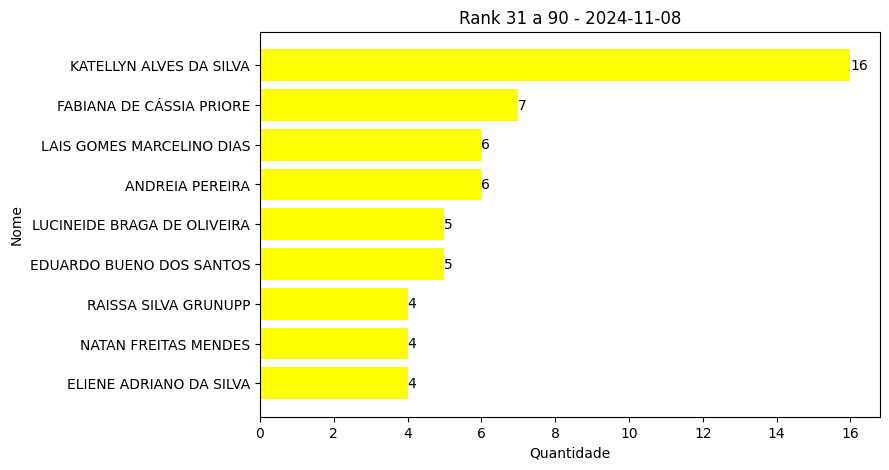 Rank 31 a 90 - 2024-11-08
KATELLYN ALVES DA SILVA 16
FABIANA DE CÁSSIA PRIORE 7
LAIS GOMES MARCELINO DIAS 6
ANDREIA PEREIRA 6
LUCINEIDE BRAGA DE OLIVEIRA 5
EDUARDO BUENO DOS SANTOS 5
RAISSA SILVA GRUNUPP 4
NATAN FREITAS MENDES 4
ELIENE ADRIANO DA SILVA 4
Nome
0 2 4 6 8 10 12 14 16
Quantidade